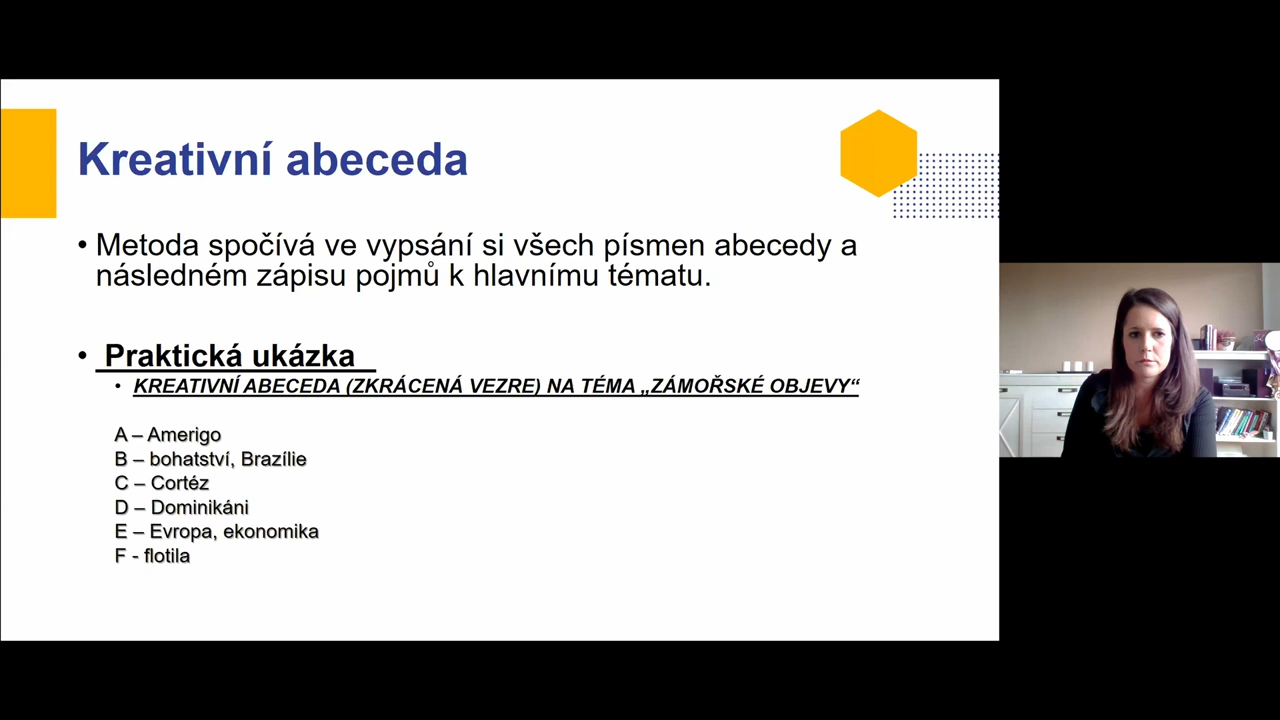 Kreativní abeceda
• Metoda spočívá ve vypsání si všech písmen abecedy a
následném zápisu pojmů k hlavnímu tématu.
• Praktická ukázka
• KREATIVNÍ ABECEDA (ZKRÁCENÁ VEZRE) NA TÉMA „ZÁMOŘSKÉ OBJEVY“
A – Amerigo
B – bohatství, Brazílie
C – Cortéz
D – Dominikáni
E – Evropa, ekonomika
F - flotila